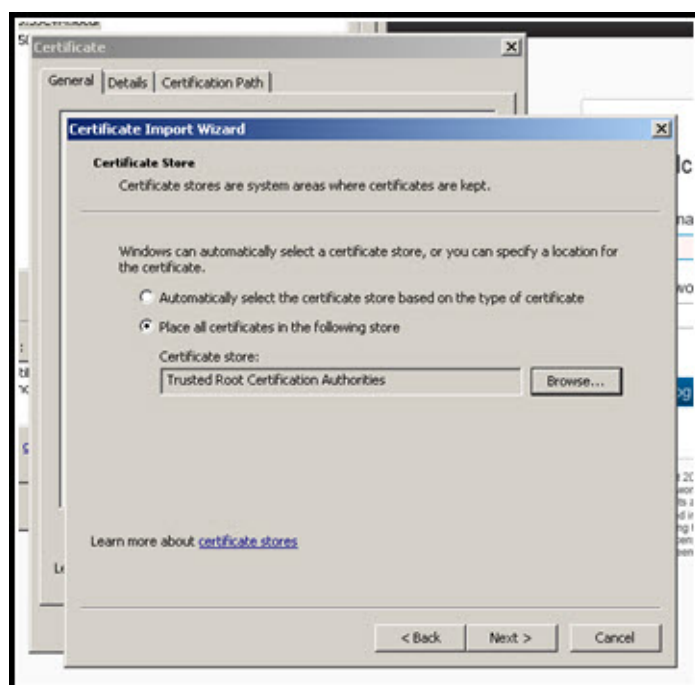 Certificate
General
Details
Certification Path
Certificate Import Wizard
Certificate Store
Certificate stores are system areas where certificates are kept.
Windows can automatically select a certificate store, or you can specify a location for
the certificate.
Automatically select the certificate store based on the type of certificate
Place all certificates in the following store
Certificate store:
Trusted Root Certification Authorities
Browse...
Learn more about certificate stores
< Back
Next >
Cancel